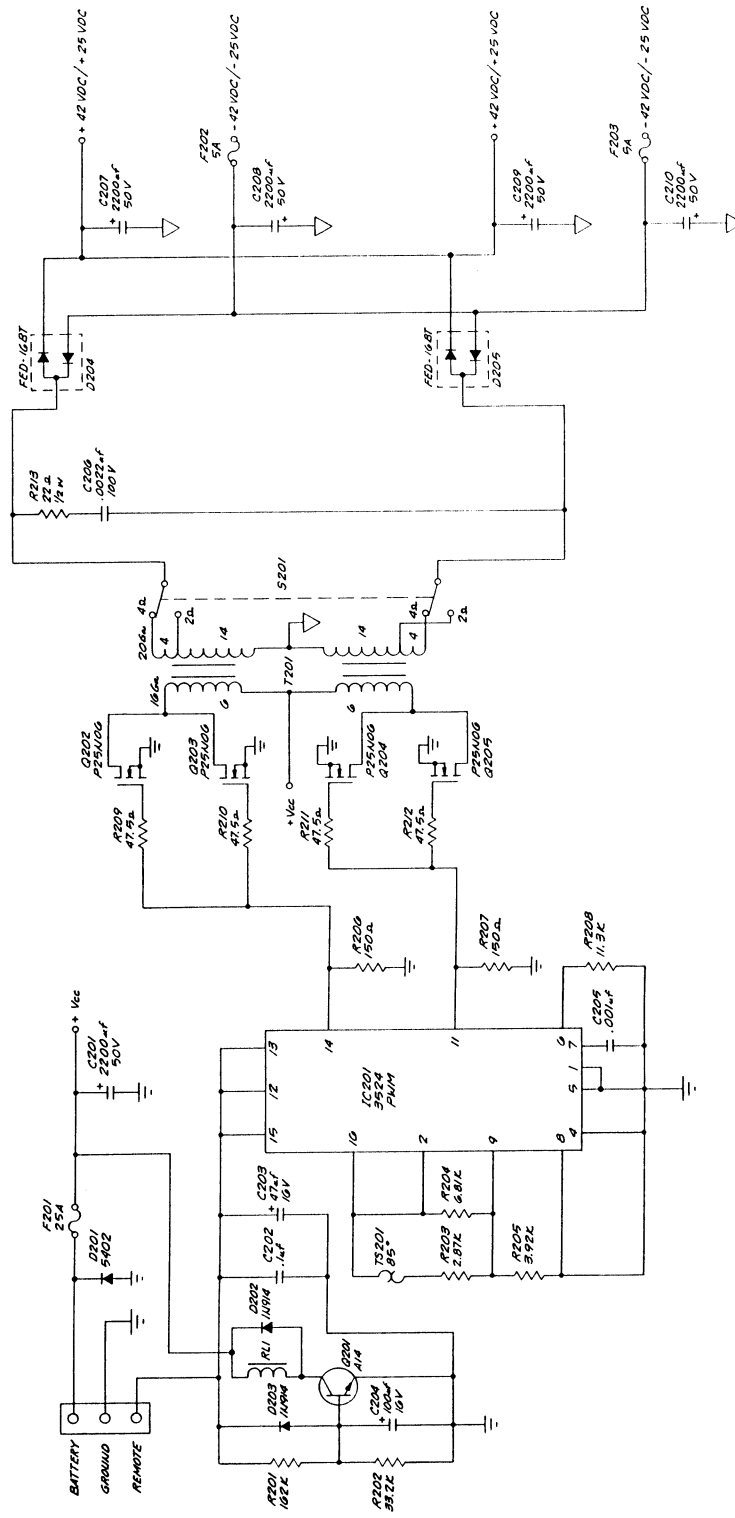 BATTERY
GROUND
REMOTE
F201
25A
D201
5402
+ Vcc
C201
2200uf
50V
R201
162K
D203
1N914
RL1
D202
1N914
Q201
A14
C204
100uf
16V
R202
33.2K
C202
.1uf
C203
47uf
16V
TS201
85°
R203
2.87K
R204
6.81K
R205
3.92K
15
12
13
16
2
9
8
IC201
3524
PWM
14
11
4
5
1
7
6
C205
.001uf
R208
11.3K
R206
150Ω
R207
150Ω
R209
47.5Ω
R210
47.5Ω
R211
47.5Ω
R212
47.5Ω
Q202
P25N06
Q203
P25N06
P25N06
Q204
P25N06
Q205
+Vcc
16Ga
6
6
T201
20Ga
4
14
14
4
4Ω
2Ω
4Ω
2Ω
S201
R213
22Ω
1/2W
C206
.0022uf
100V
FED-16BT
D204
FED-16BT
D205
C207
2200uf
50V
+ 42 VDC/+ 25 VDC
F202
5A
- 42 VDC/- 25 VDC
C208
2200uf
50V
C209
2200uf
50V
+ 42 VDC/+ 25 VDC
F203
5A
- 42 VDC/- 25 VDC
C210
2200uf
50V